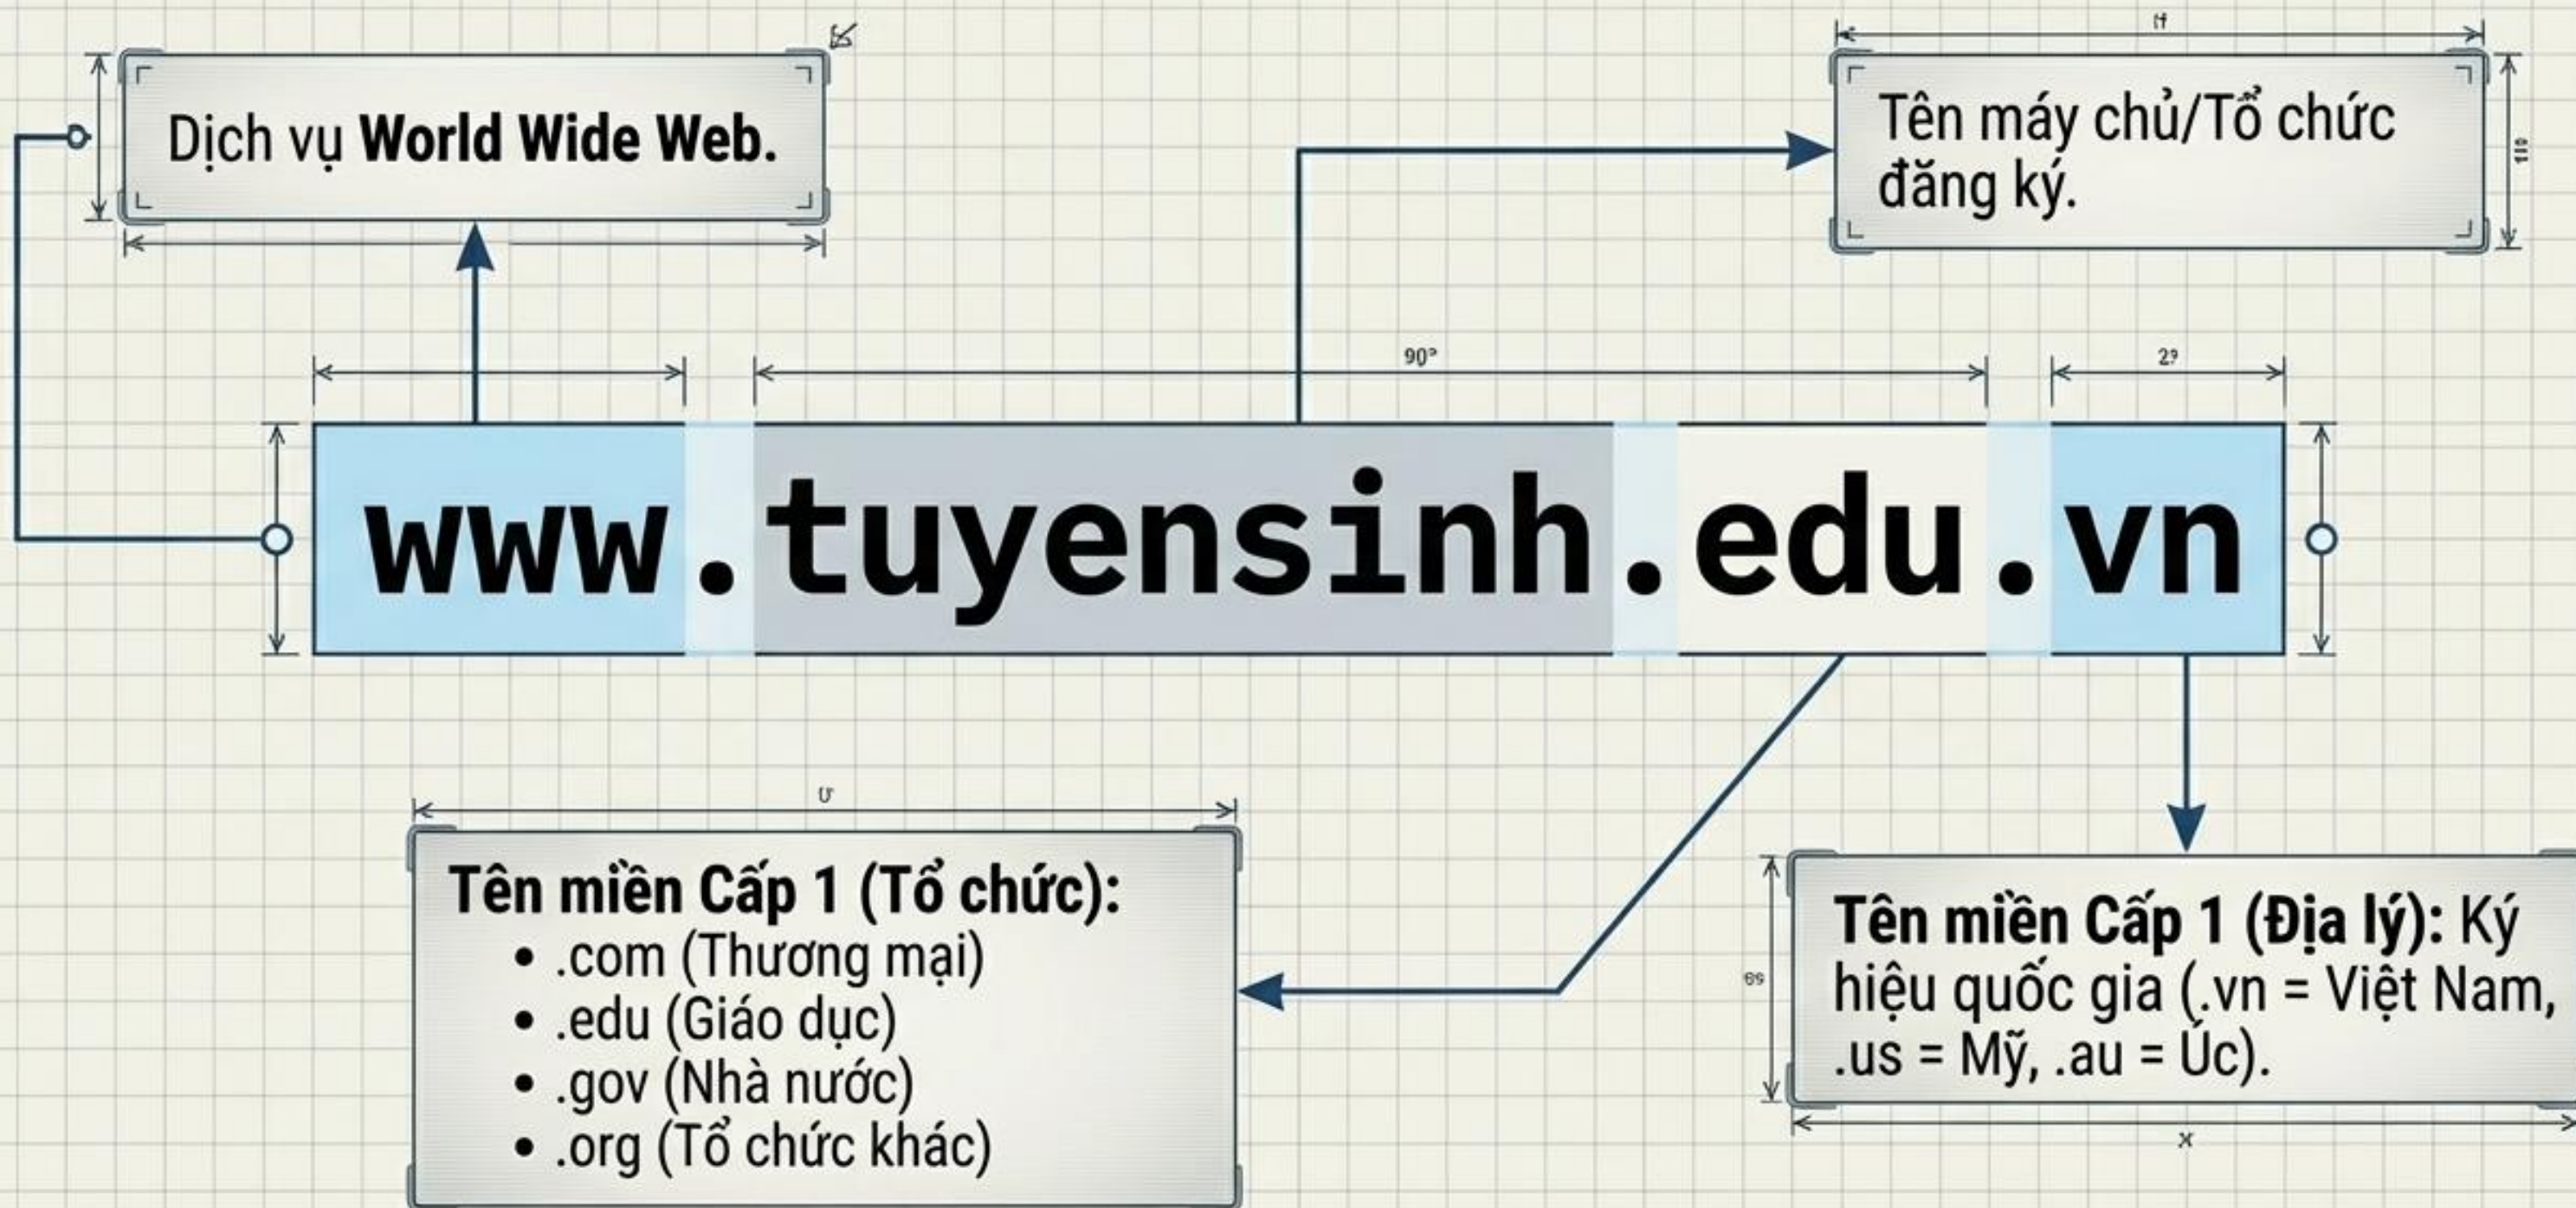 Dịch vụ World Wide Web.
Tên máy chủ/Tổ chức
đăng ký.
www.tuyensinh.edu.vn
Tên miền Cấp 1 (Tổ chức):
• .com (Thương mại)
• .edu (Giáo dục)
• .gov (Nhà nước)
• .org (Tổ chức khác)
Tên miền Cấp 1 (Địa lý): Ký
hiệu quốc gia (.vn = Việt Nam,
.us = Mỹ, .au = Úc).